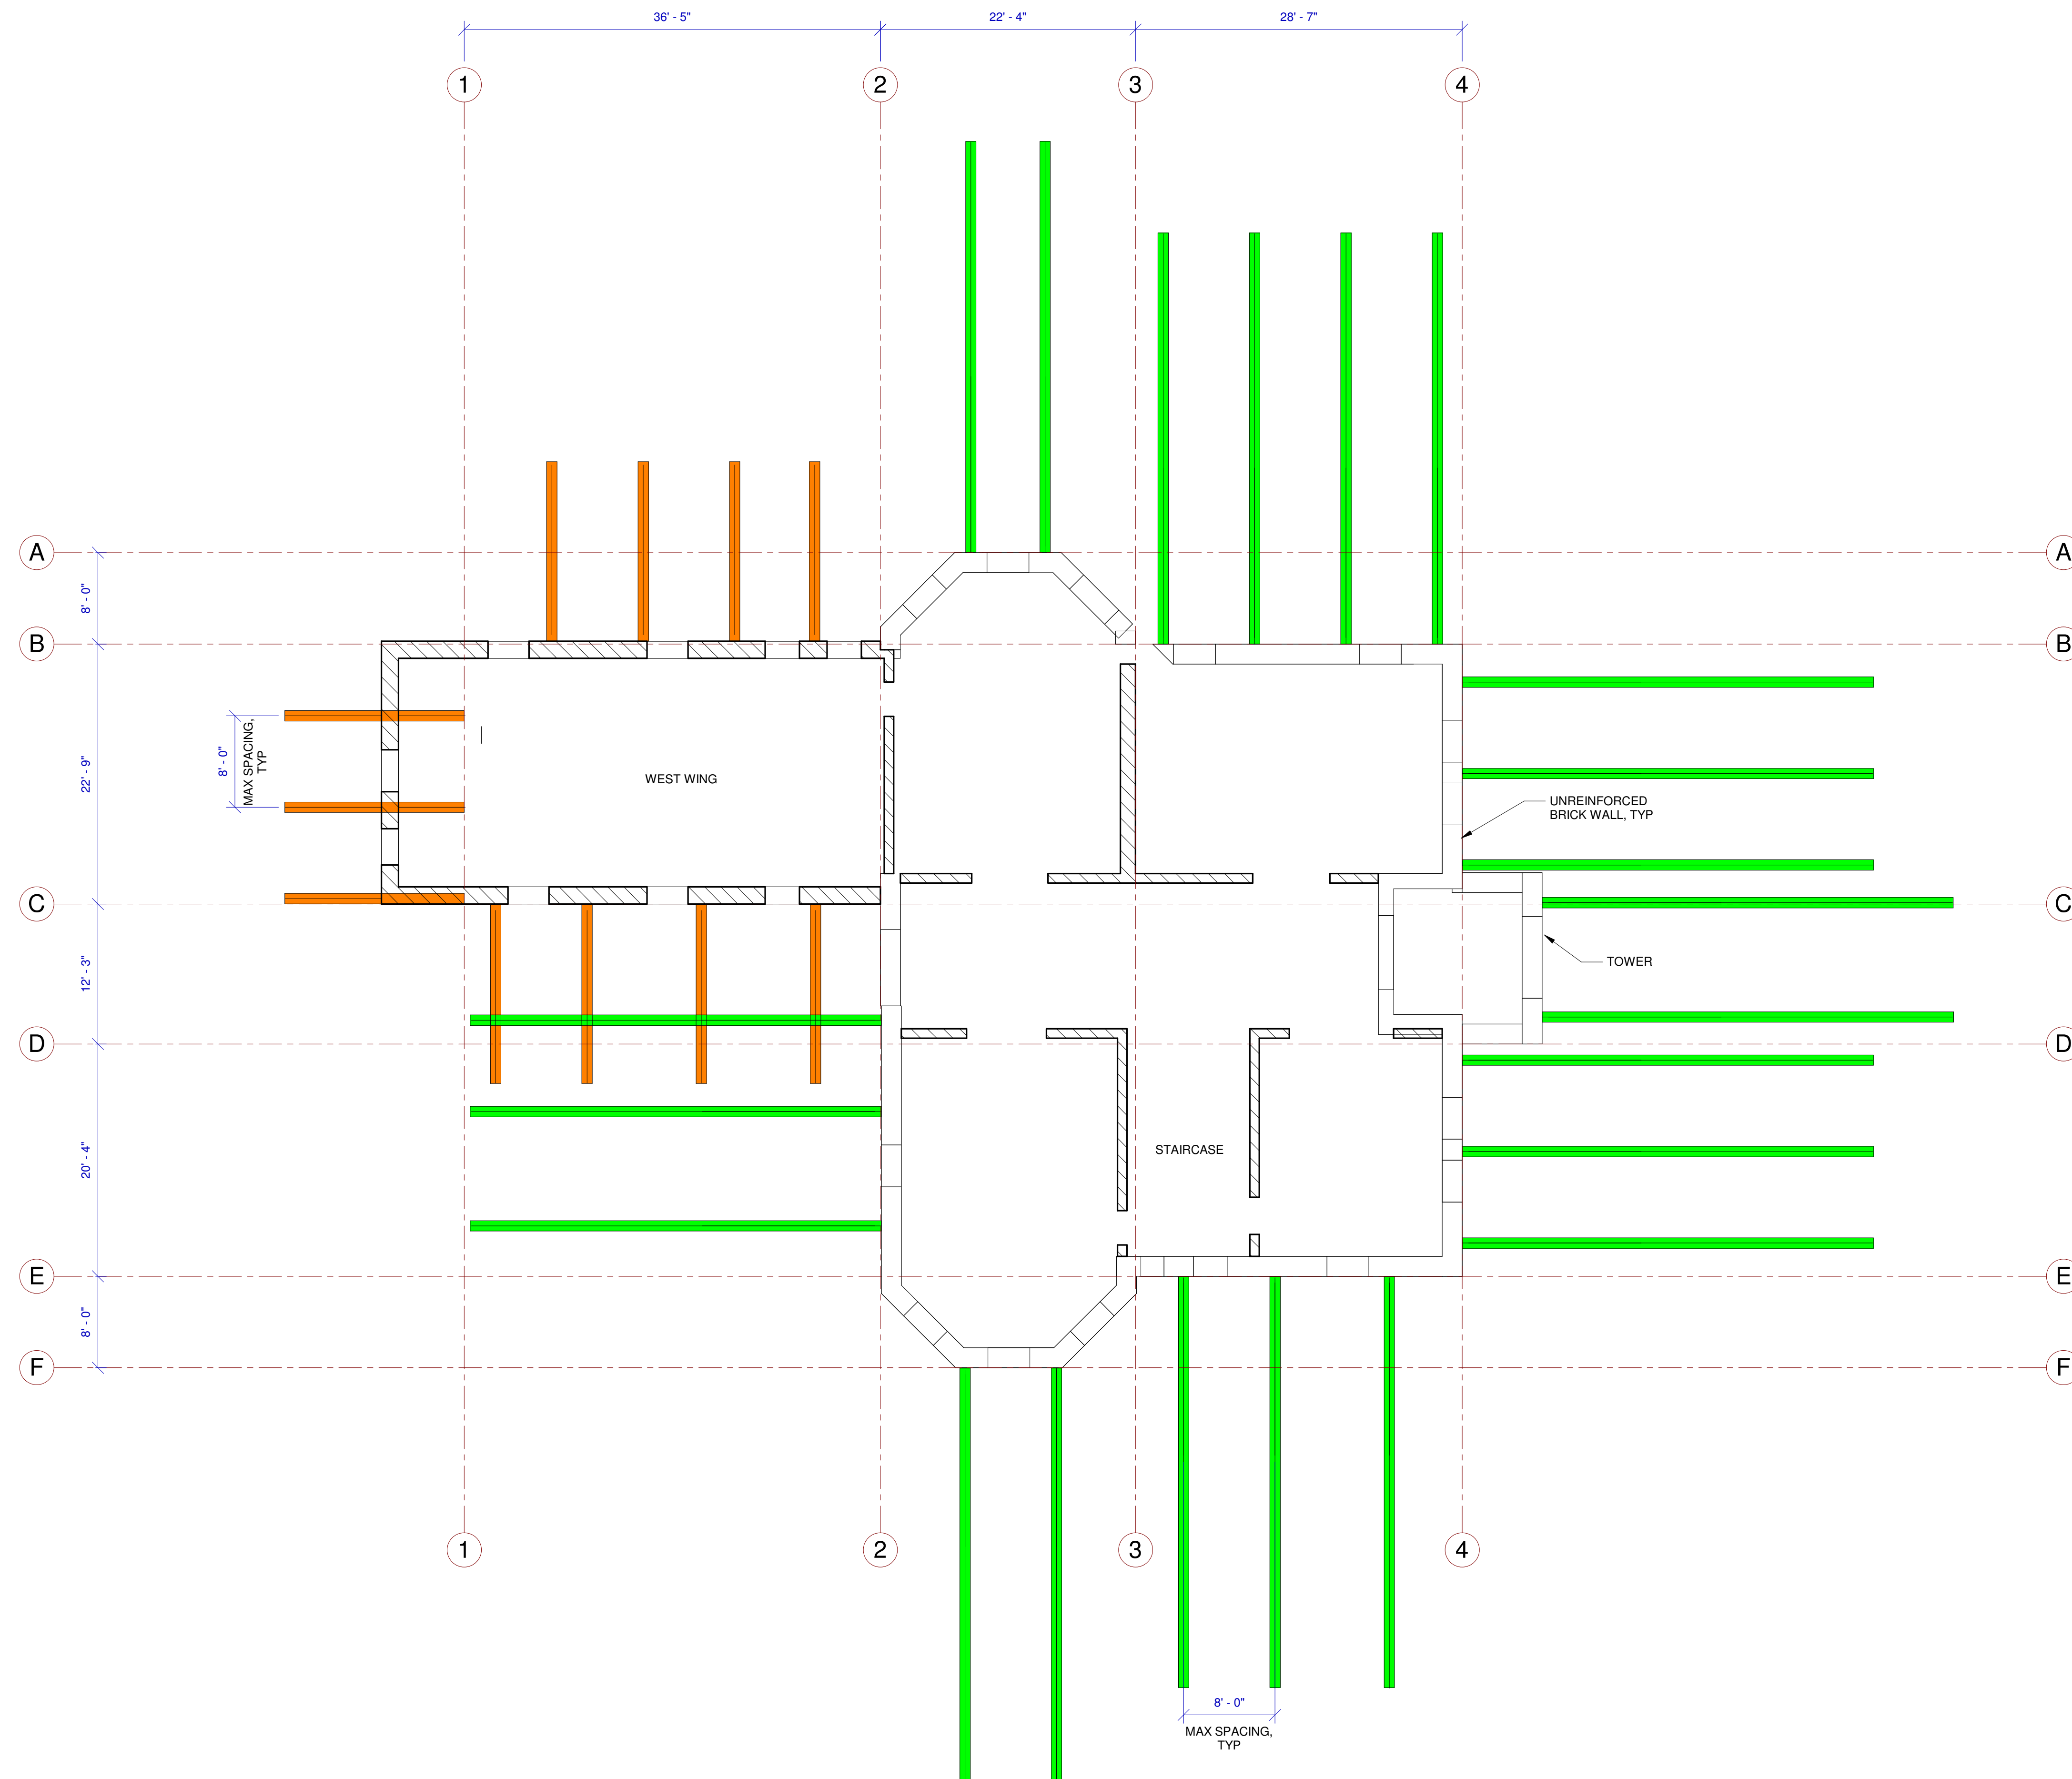 36' - 5"
22' - 4"
28' - 7"
1
2
3
4
A
A
8' - 0"
B
B
22' - 9"
8' - 0"
MAX SPACING,
TYP
WEST WING
UNREINFORCED
BRICK WALL, TYP
C
C
TOWER
12' - 3"
D
D
20' - 4"
STAIRCASE
E
E
8' - 0"
F
F
1
2
3
4
8' - 0"
MAX SPACING,
TYP